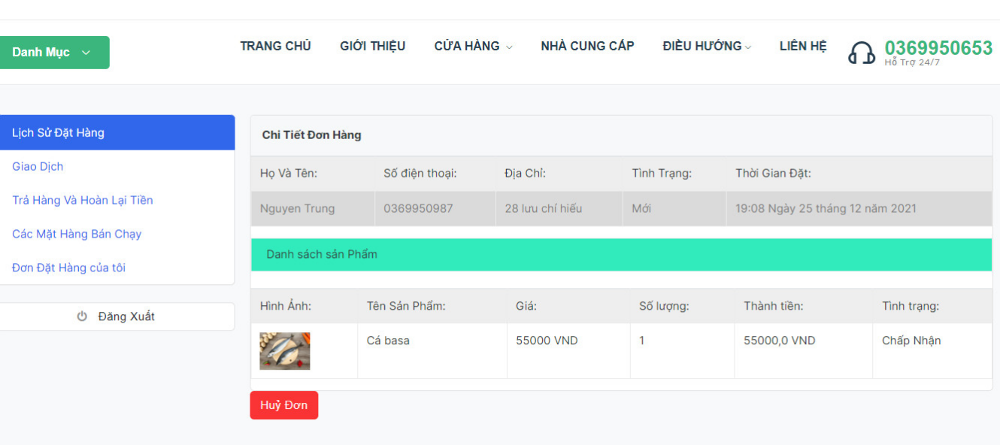 Danh Mục
TRANG CHỦ GIỚI THIỆU CỬA HÀNG NHÀ CUNG CẤP ĐIỀU HƯỚNG LIÊN HỆ
0369950653
Hỗ Trợ 24/7
Lịch Sử Đặt Hàng
Giao Dịch
Trả Hàng Và Hoàn Lại Tiền
Các Mặt Hàng Bán Chạy
Đơn Đặt Hàng của tôi
Đăng Xuất
Chi Tiết Đơn Hàng
Họ Và Tên: Số điện thoại: Địa Chỉ: Tình Trạng: Thời Gian Đặt:
Nguyen Trung 0369950987 28 lưu chí hiếu Mới 19:08 Ngày 25 tháng 12 năm 2021
Danh sách sản Phẩm
Hình Ảnh: Tên Sản Phẩm: Giá: Số lượng: Thành tiền: Tình trạng:
Cá basa 55000 VND 1 55000,0 VND Chấp Nhận
Huỷ Đơn